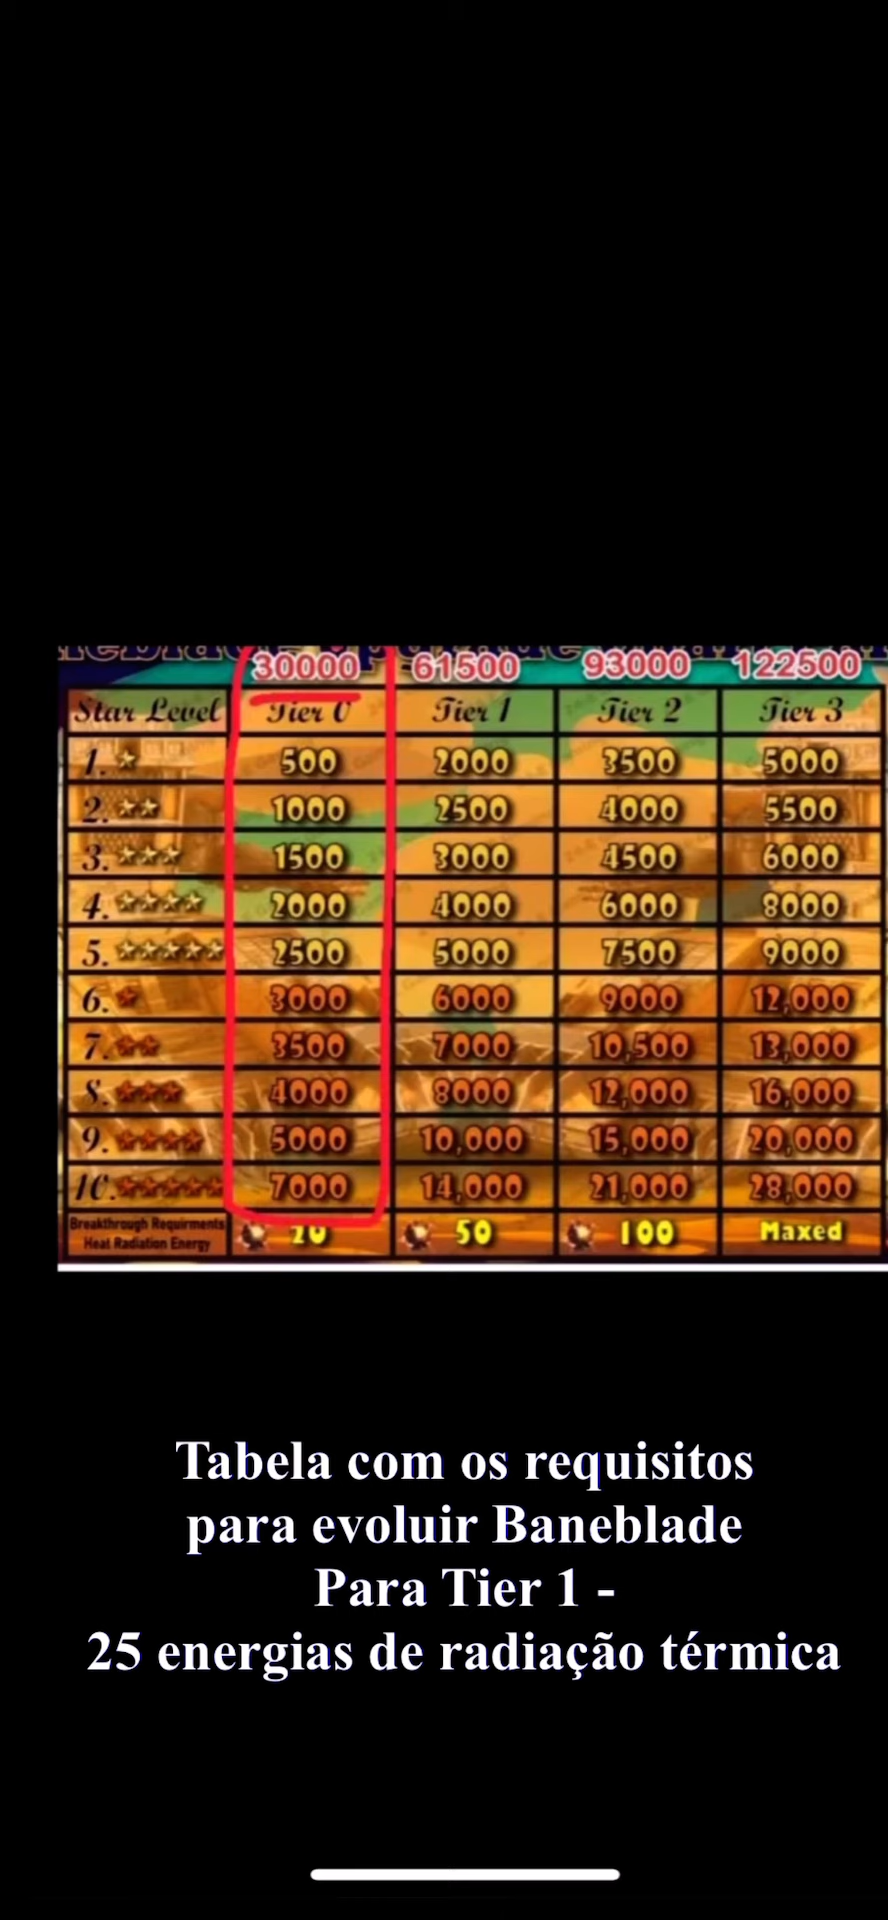 30000 61500 93000 122500
Star Level Tier 0 Tier 1 Tier 2 Tier 3
1. 500 2000 3500 5000
2. 1000 2500 4000 5500
3. 1500 3000 4500 6000
4. 2000 4000 6000 8000
5. 2500 5000 7500 9000
6. 3000 6000 9000 12,000
7. 3500 7000 10,500 13,000
8. 4000 8000 12,000 16,000
9. 5000 10,000 15,000 20,000
10. 7000 14,000 21,000 28,000
Breakthrough Requirments
Heat Radiation Energy 20 50 100 Maxed
Tabela com os requisitos
para evoluir Baneblade
Para Tier 1 -
25 energias de radiação térmica